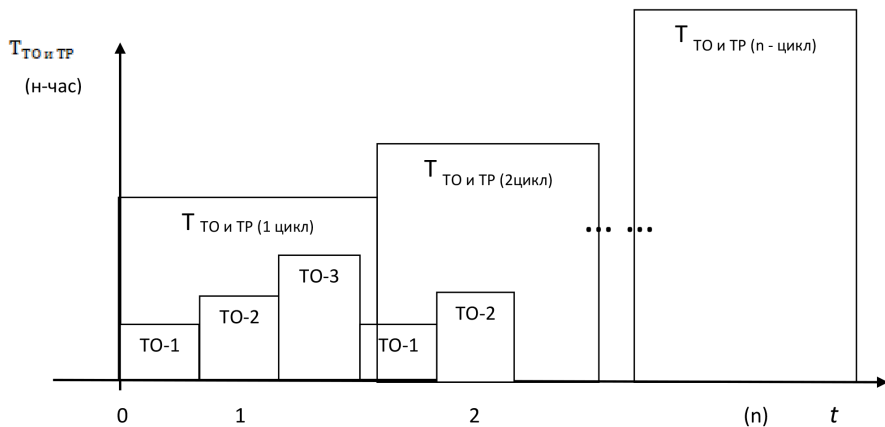 Т ТО и ТР (n - цикл)
Т ТО и ТР
(н-час)
Т ТО и ТР (2цикл)
Т ТО и ТР (1 цикл)
... ...
ТО-3
ТО-2
ТО-2
ТО-1
ТО-1
0 1 2 (n) t